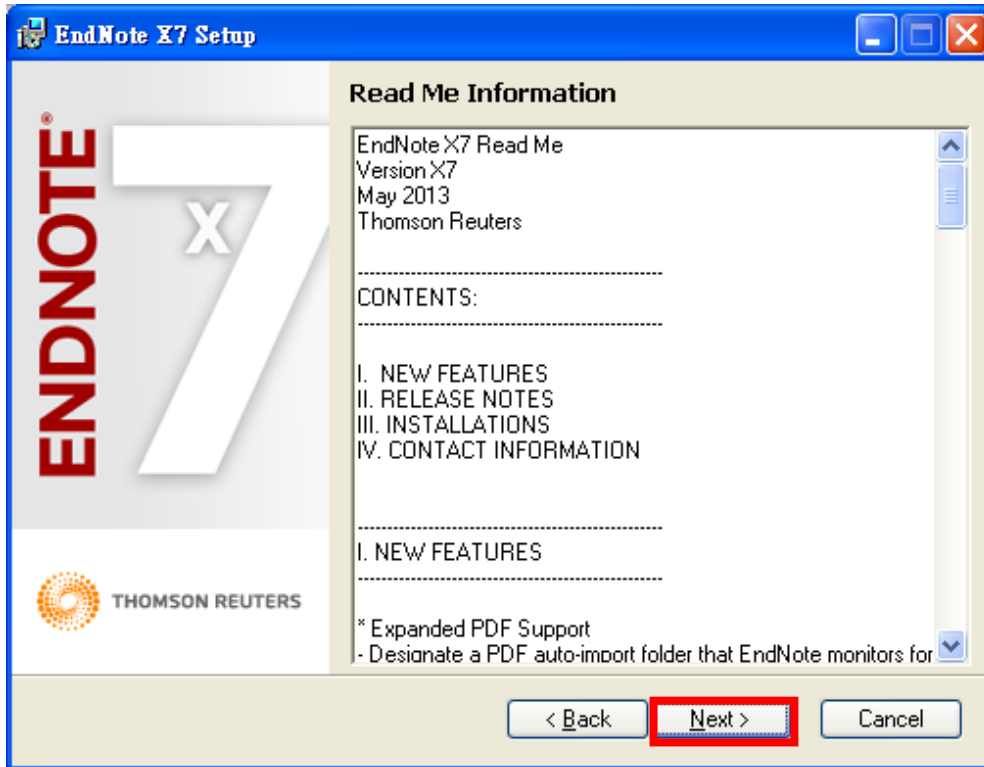 EndNote X7 Setup
ENDNOTE®
X
7
THOMSON REUTERS
Read Me Information
EndNote X7 Read Me
Version X7
May 2013
Thomson Reuters
----------------------------------------------------
CONTENTS:
----------------------------------------------------
I.  NEW FEATURES
II. RELEASE NOTES
III. INSTALLATIONS
IV. CONTACT INFORMATION
----------------------------------------------------
I. NEW FEATURES
----------------------------------------------------
* Expanded PDF Support
- Designate a PDF auto-import folder that EndNote monitors for
< Back
Next >
Cancel